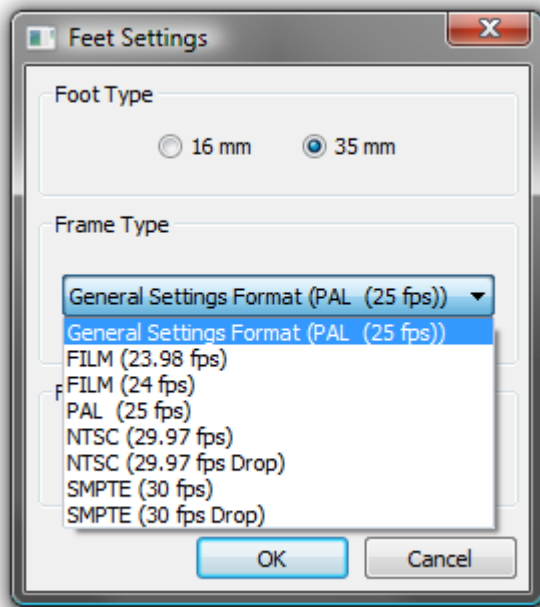 Feet Settings
Foot Type
16 mm
35 mm
Frame Type
General Settings Format (PAL  (25 fps))
General Settings Format (PAL  (25 fps))
FILM (23.98 fps)
FILM (24 fps)
PAL  (25 fps)
NTSC (29.97 fps)
NTSC (29.97 fps Drop)
SMPTE (30 fps)
SMPTE (30 fps Drop)
OK
Cancel